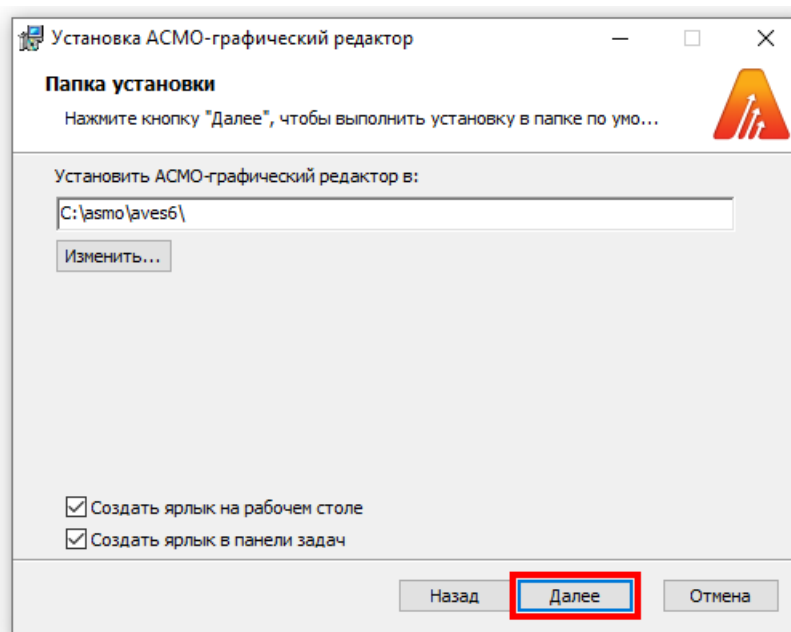 Установка АСМО-графический редактор
Папка установки
Нажмите кнопку "Далее", чтобы выполнить установку в папке по умо...
Установить АСМО-графический редактор в:
C:\asmo\aves6\
Изменить...
Создать ярлык на рабочем столе
Создать ярлык в панели задач
Назад Далее Отмена